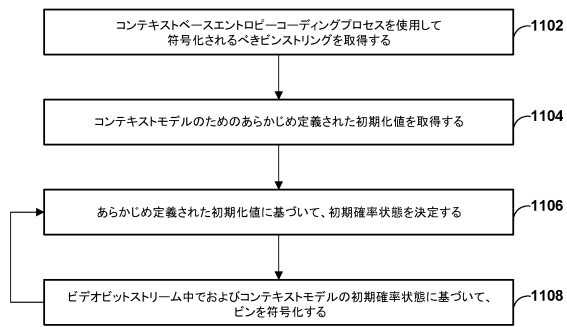 コンテキストベースエントロピーコーディングプロセスを使用して
符号化されるべきビンストリングを取得する
1102
コンテキストモデルのためのあらかじめ定義された初期化値を取得する
1104
あらかじめ定義された初期化値に基づいて、初期確率状態を決定する
1106
ビデオビットストリーム中でおよびコンテキストモデルの初期確率状態に基づいて、
ビンを符号化する
1108